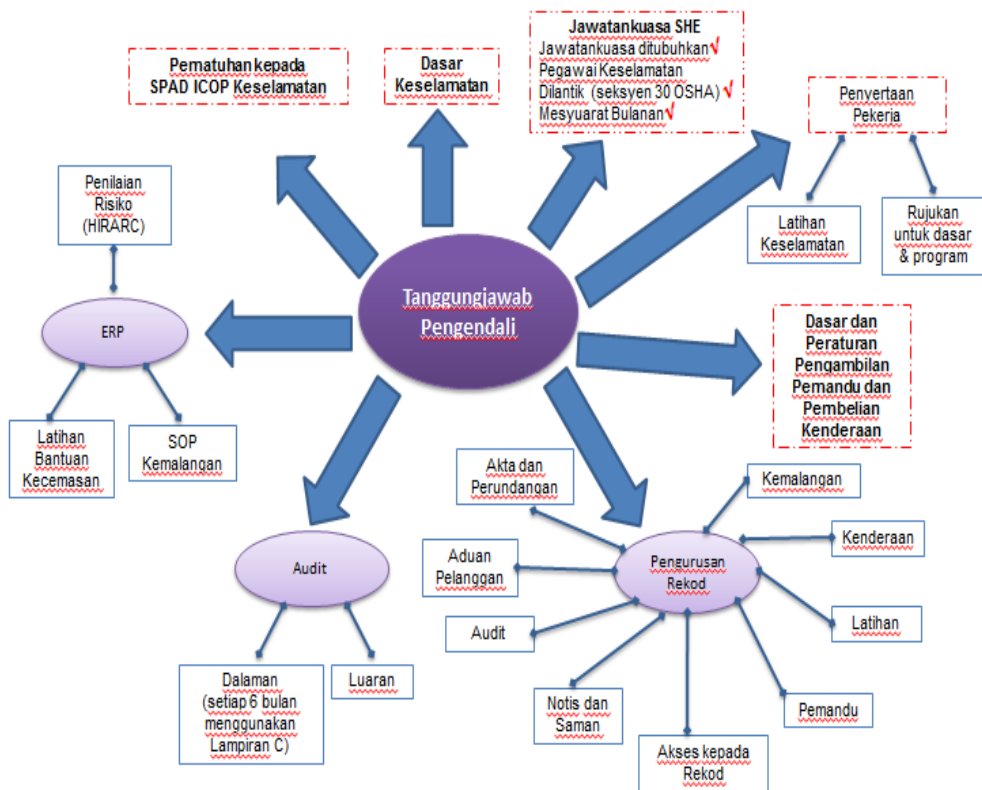 Jawatankuasa SHE
Jawatankuasa ditubuhkan√
Pegawai Keselamatan
Dilantik (seksyen 30 OSHA) √
Mesyuarat Bulanan√
Pematuhan kepada
SPAD ICOP Keselamatan
Dasar
Keselamatan
Penyertaan
Pekerja
Penilaian
Risiko
(HIRARC)
Latihan
Keselamatan
Rujukan
untuk dasar
& program
Tanggungjawab
Pengendali
ERP
Dasar dan
Peraturan
Pengambilan
Pemandu dan
Pembelian
Kenderaan
Latihan
Bantuan
Kecemasan
SOP
Kemalangan
Akta dan
Perundangan
Kemalangan
Kenderaan
Audit
Aduan
Pelanggan
Pengurusan
Rekod
Latihan
Audit
Dalaman
(setiap 6 bulan
menggunakan
Lampiran C)
Luaran
Notis dan
Saman
Pemandu
Akses kepada
Rekod